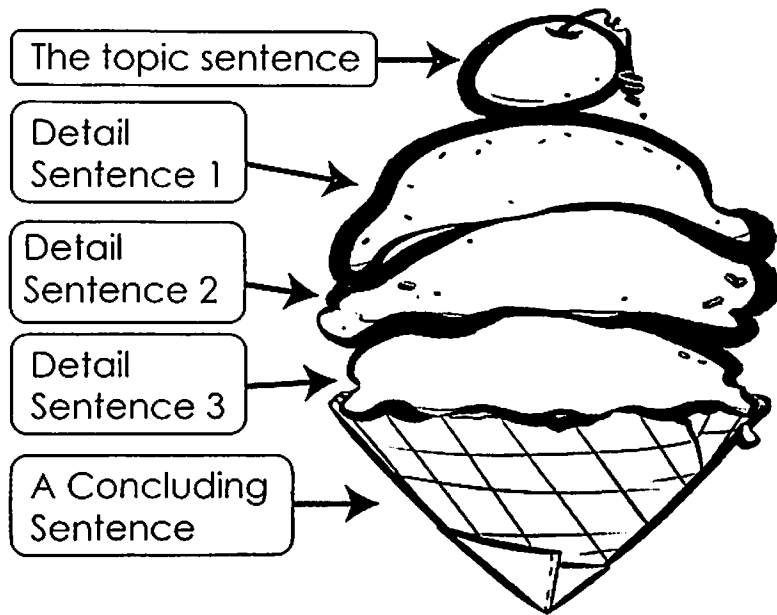 The topic sentence
Detail
Sentence 1
Detail
Sentence 2
Detail
Sentence 3
A Concluding
Sentence